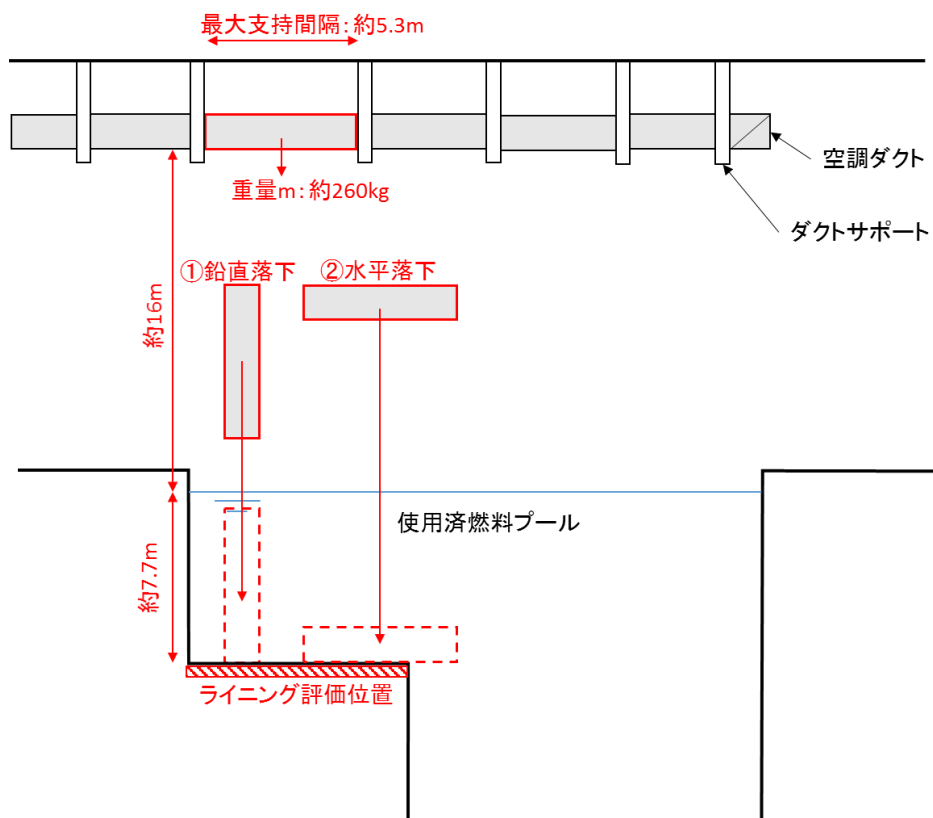 最大支持間隔：約5.3m
空調ダクト
重量m：約260kg
ダクトサポート
①鉛直落下
②水平落下
約16m
使用済燃料プール
約7.7m
ライニング評価位置